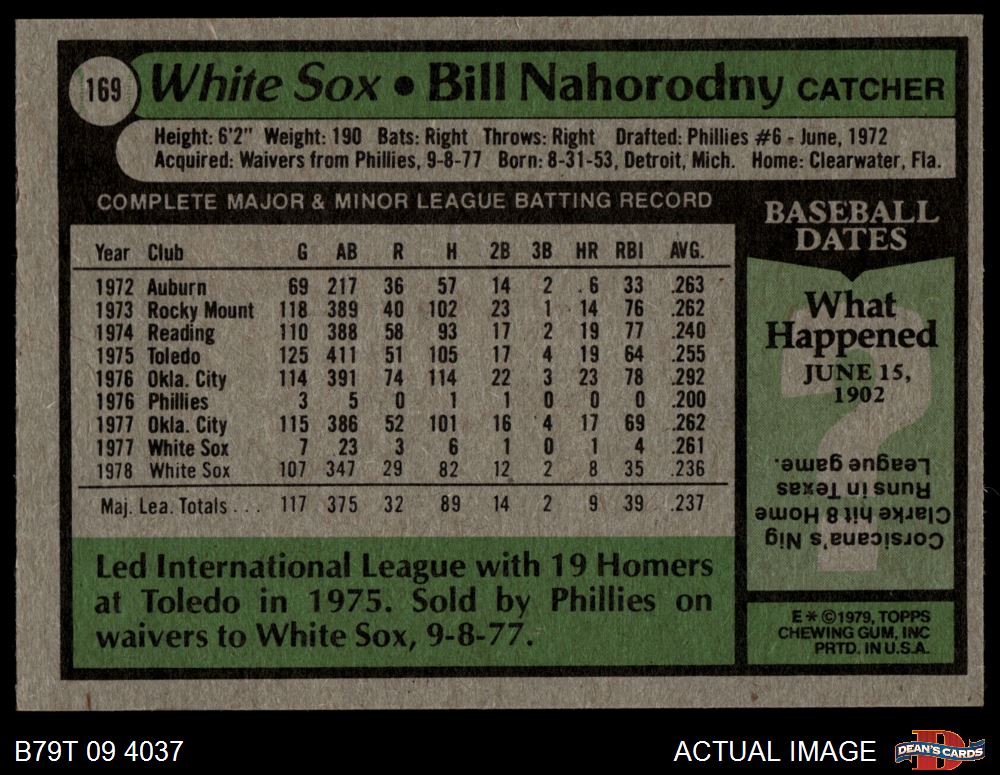 169 White Sox • Bill Nahorodny CATCHER
Height: 6'2" Weight: 190 Bats: Right Throws: Right Drafted: Phillies #6 - June, 1972
Acquired: Waivers from Phillies, 9-8-77 Born: 8-31-53, Detroit, Mich. Home: Clearwater, Fla.
COMPLETE MAJOR & MINOR LEAGUE BATTING RECORD
Year Club G AB R H 2B 3B HR RBI AVG.
1972 Auburn 69 217 36 57 14 2 6 33 .263
1973 Rocky Mount 118 389 40 102 23 1 14 76 .262
1974 Reading 110 388 58 93 17 2 19 77 .240
1975 Toledo 125 411 51 105 17 4 19 64 .255
1976 Okla. City 114 391 74 114 22 3 23 78 .292
1976 Phillies 3 5 0 1 1 0 0 0 .200
1977 Okla. City 115 386 52 101 16 4 17 69 .262
1977 White Sox 7 23 3 6 1 0 1 4 .261
1978 White Sox 107 347 29 82 12 2 8 35 .236
Maj. Lea. Totals . . . 117 375 32 89 14 2 9 39 .237
Led International League with 19 Homers
at Toledo in 1975. Sold by Phillies on
waivers to White Sox, 9-8-77.
BASEBALL
DATES
What
Happened
JUNE 15,
1902
?
Corsicana's Nig
Clarke hit 8 Home
Runs in Texas
League game.
E * © 1979, TOPPS
CHEWING GUM, INC
PRTD. IN U.S.A.
B79T 09 4037
ACTUAL IMAGE
D
DEAN'S CARDS